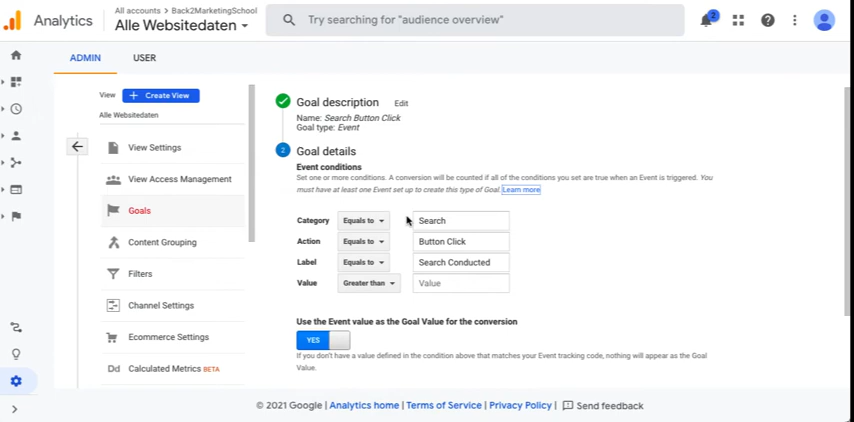 Analytics
All accounts > Back2MarketingSchool
Alle Websitedaten
Try searching for "audience overview"
2
ADMIN
USER
View
+ Create View
Alle Websitedaten
View Settings
View Access Management
Goals
Content Grouping
Filters
Channel Settings
Ecommerce Settings
Dd Calculated Metrics BETA
Goal description Edit
Name: Search Button Click
Goal type: Event
2 Goal details
Event conditions
Set one or more conditions. A conversion will be counted if all of the conditions you set are true when an Event is triggered. You
must have at least one Event set up to create this type of Goal. Learn more
Category Equals to Search
Action Equals to Button Click
Label Equals to Search Conducted
Value Greater than Value
Use the Event value as the Goal Value for the conversion
YES
If you don't have a value defined in the condition above that matches your Event tracking code, nothing will appear as the Goal
Value.
© 2021 Google | Analytics home | Terms of Service | Privacy Policy | Send feedback